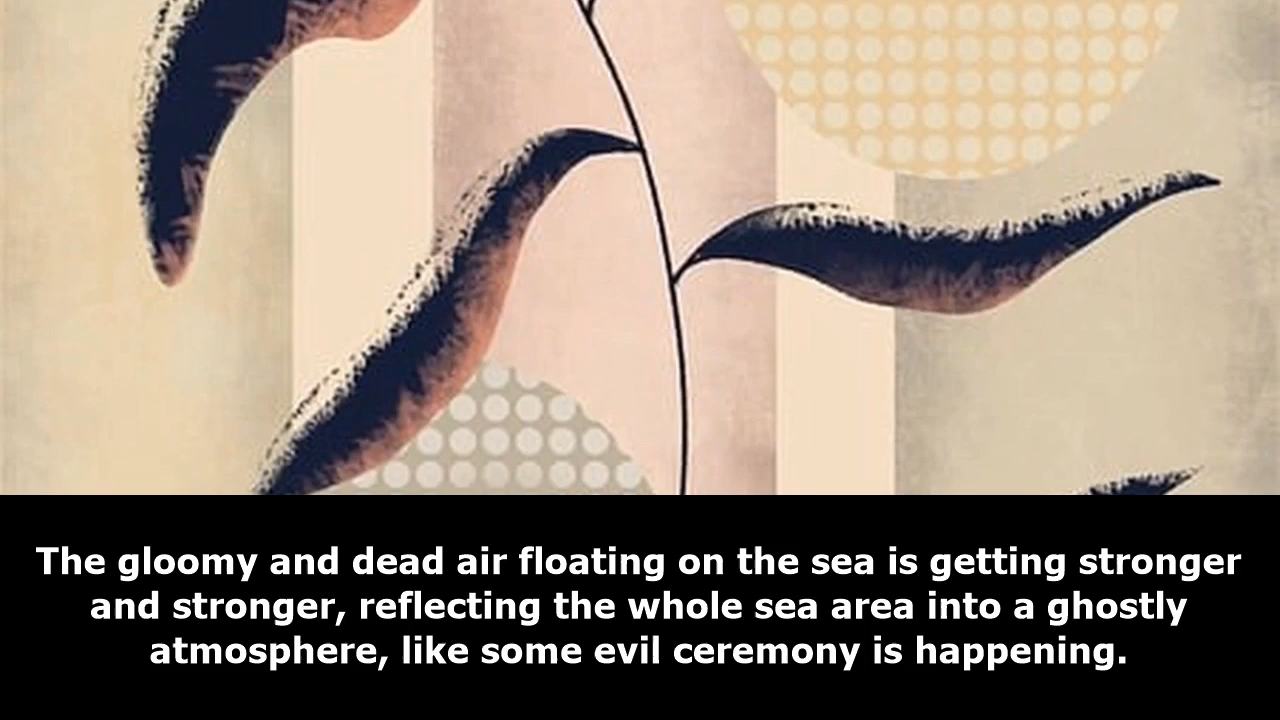 The gloomy and dead air floating on the sea is getting stronger
and stronger, reflecting the whole sea area into a ghostly
atmosphere, like some evil ceremony is happening.